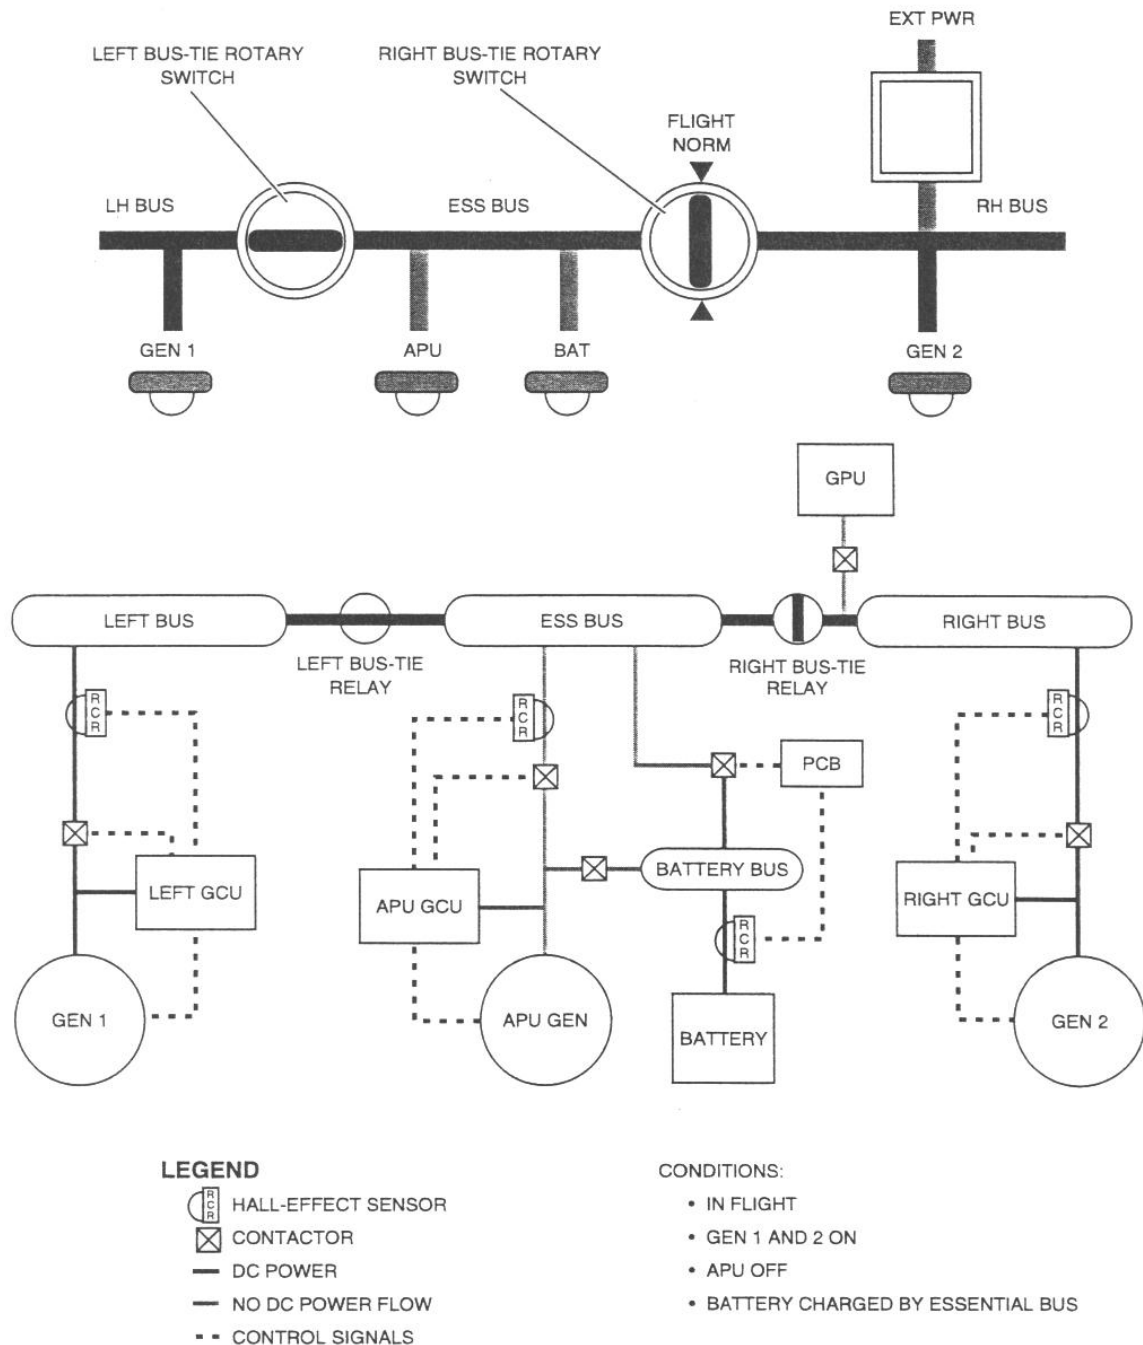 EXT PWR
LEFT BUS-TIE ROTARY
SWITCH
RIGHT BUS-TIE ROTARY
SWITCH
FLIGHT
NORM
LH BUS
ESS BUS
RH BUS
GEN 1
APU
BAT
GEN 2
GPU
LEFT BUS
ESS BUS
RIGHT BUS
LEFT BUS-TIE
RELAY
RIGHT BUS-TIE
RELAY
RCR
RCR
RCR
PCB
LEFT GCU
APU GCU
BATTERY BUS
RIGHT GCU
RCR
GEN 1
APU GEN
BATTERY
GEN 2
LEGEND
RCR HALL-EFFECT SENSOR
CONTACTOR
DC POWER
NO DC POWER FLOW
CONTROL SIGNALS
CONDITIONS:
• IN FLIGHT
• GEN 1 AND 2 ON
• APU OFF
• BATTERY CHARGED BY ESSENTIAL BUS